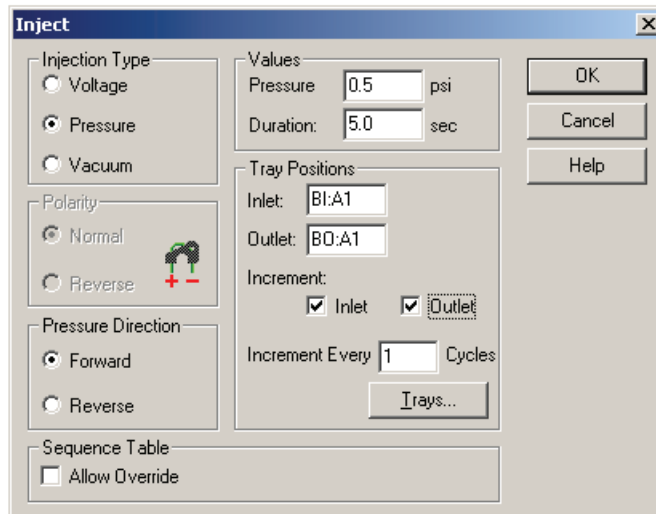 Inject
Injection Type
Voltage
Pressure
Vacuum
Polarity
Normal
Reverse
Pressure Direction
Forward
Reverse
Values
Pressure 0.5 psi
Duration: 5.0 sec
Tray Positions
Inlet: BI:A1
Outlet: BO:A1
Increment:
Inlet Outlet
Increment Every 1 Cycles
Trays...
Sequence Table
Allow Override
OK
Cancel
Help